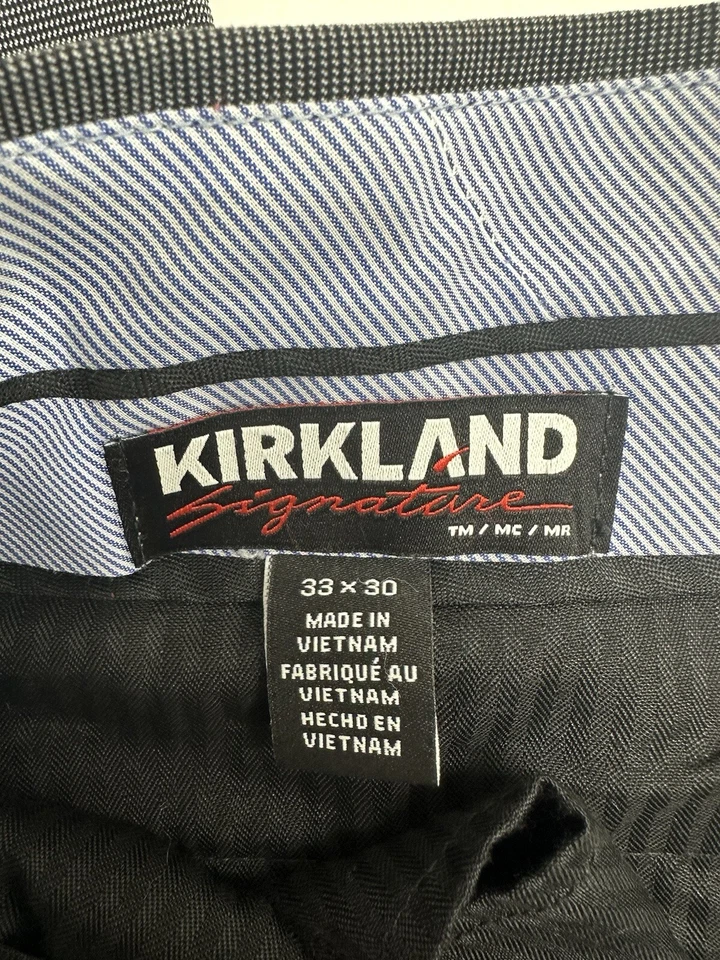 KIRKLAND
Signature
TM / MC / MR
33 × 30
MADE IN
VIETNAM
FABRIQUÉ AU
VIETNAM
HECHO EN
VIETNAM